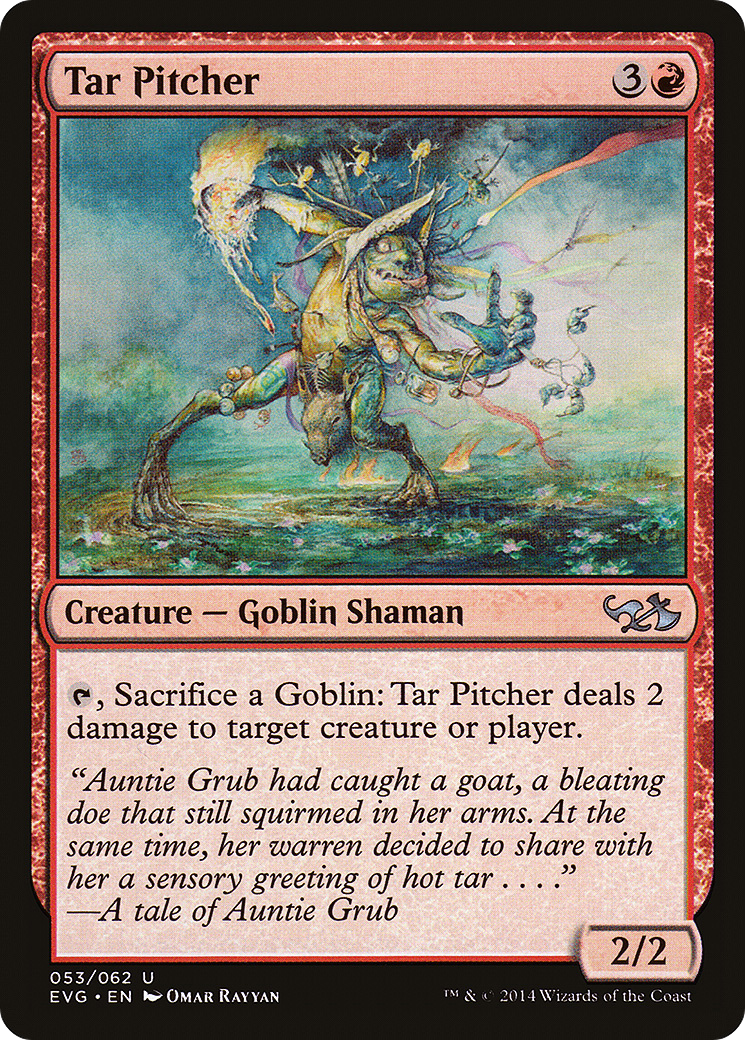 Tar Pitcher 3
Creature — Goblin Shaman
, Sacrifice a Goblin: Tar Pitcher deals 2
damage to target creature or player.
“Auntie Grub had caught a goat, a bleating
doe that still squirmed in her arms. At the
same time, her warren decided to share with
her a sensory greeting of hot tar . . . .”
—A tale of Auntie Grub
2/2
053/062 U
EVG • EN Omar Rayyan
™ & © 2014 Wizards of the Coast